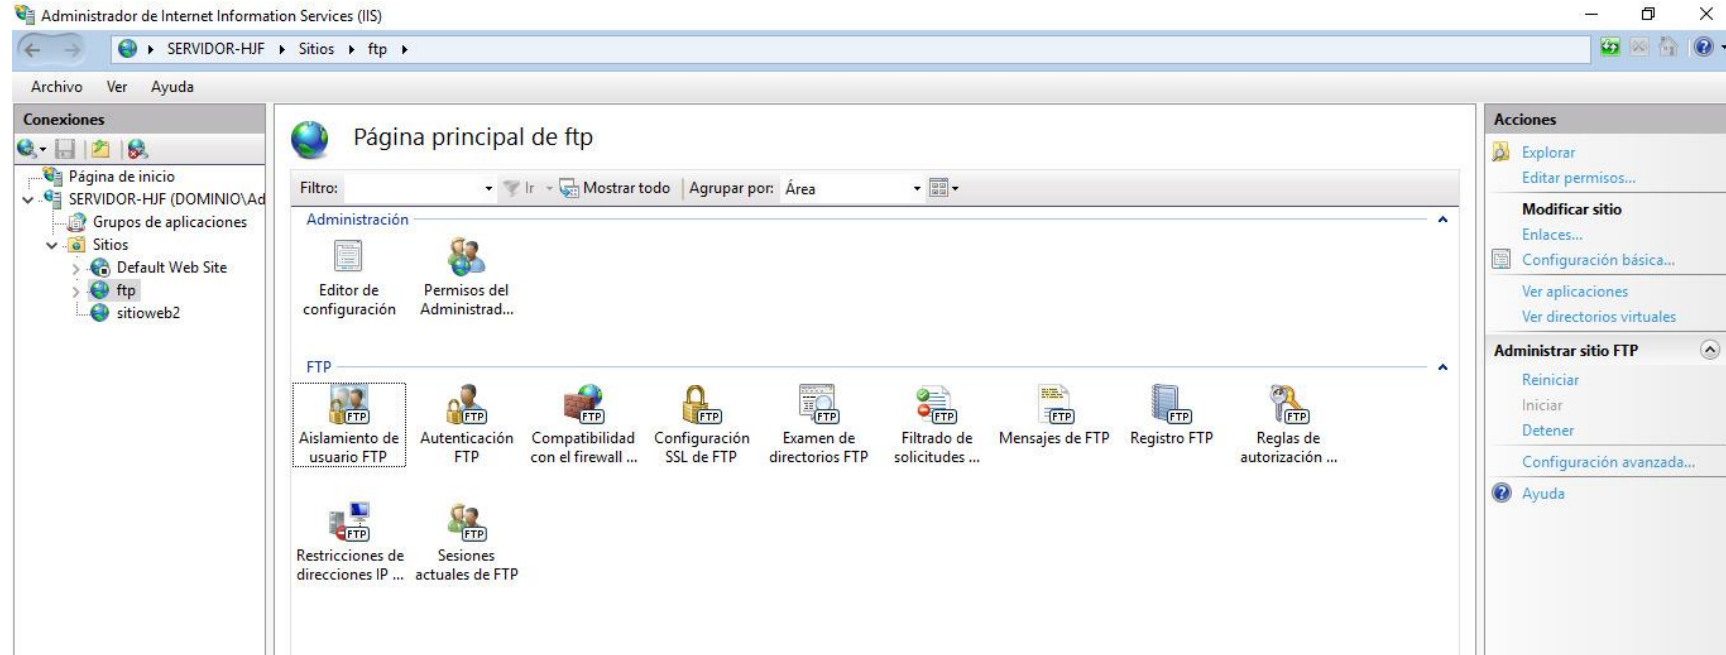 Administrador de Internet Information Services (IIS)
SERVIDOR-HJF Sitios ftp
Archivo Ver Ayuda
Conexiones
Página de inicio
SERVIDOR-HJF (DOMINIO\Ad
Grupos de aplicaciones
Sitios
Default Web Site
ftp
sitioweb2
Página principal de ftp
Filtro: Ir Mostrar todo Agrupar por: Área
Administración
Editor de
configuración
Permisos del
Administrad...
FTP
Aislamiento de
usuario FTP
Autenticación
FTP
Compatibilidad
con el firewall ...
Configuración
SSL de FTP
Examen de
directorios FTP
Filtrado de
solicitudes ...
Mensajes de FTP
Registro FTP
Reglas de
autorización ...
Restricciones de
direcciones IP ...
Sesiones
actuales de FTP
Acciones
Explorar
Editar permisos...
Modificar sitio
Enlaces...
Configuración básica...
Ver aplicaciones
Ver directorios virtuales
Administrar sitio FTP
Reiniciar
Iniciar
Detener
Configuración avanzada...
Ayuda